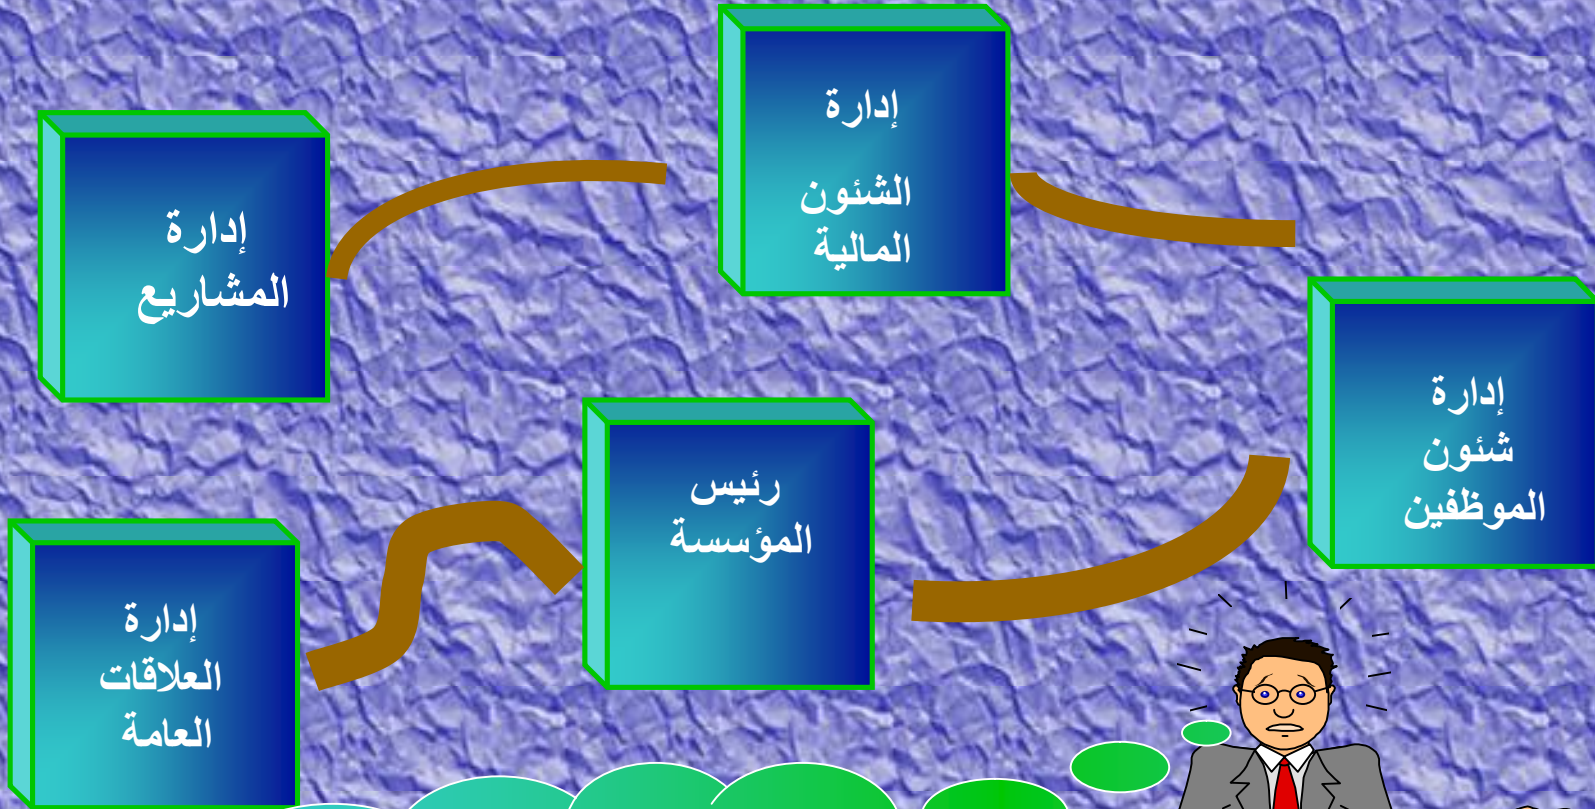 إدارة
الشئون
المالية
إدارة
المشاريع
إدارة
شئون
الموظفين
رئيس
المؤسسة
إدارة
العلاقات
العامة